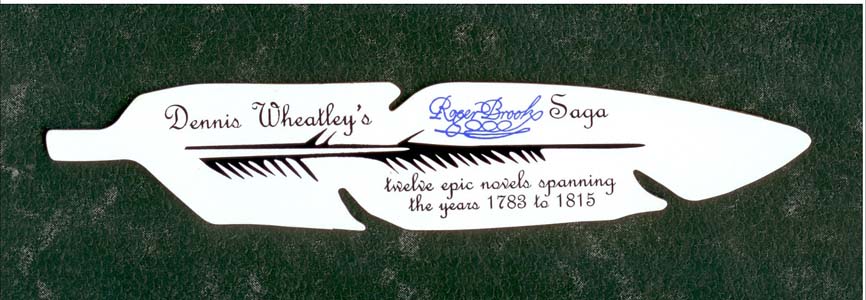 Dennis Wheatley's Roger Brook Saga
twelve epic novels spanning
the years 1783 to 1815